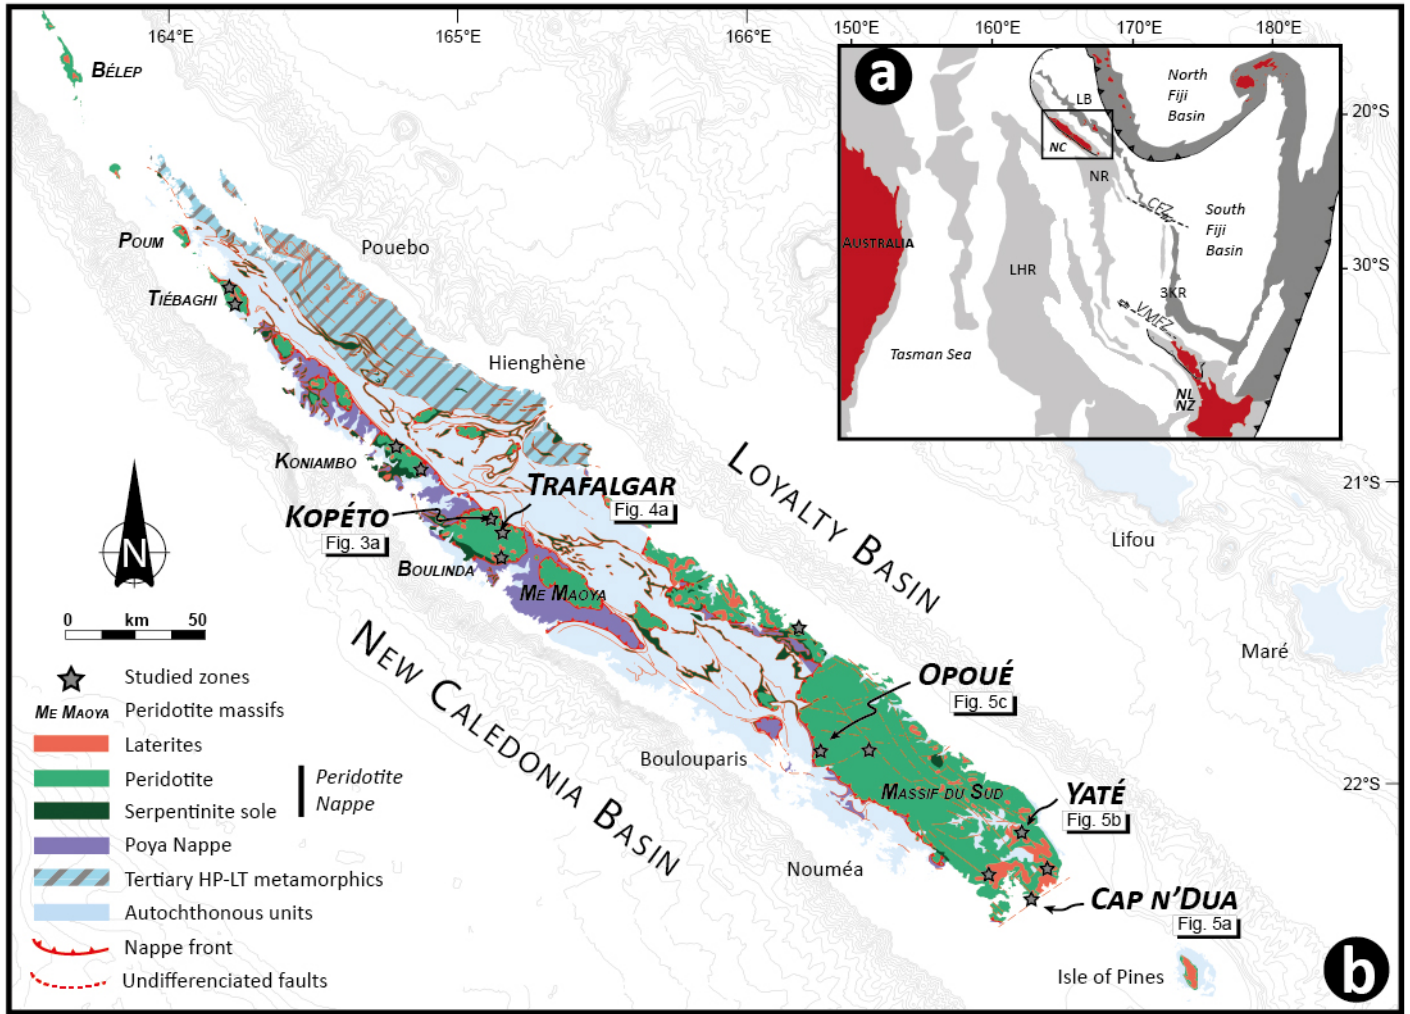 164°E
165°E
166°E
150°E
160°E
170°E
180°E
a
North
Fiji
Basin
LB
20°S
NC
NR
CFZ
South
Fiji
Basin
AUSTRALIA
LHR
30°S
3KR
VMFZ
Tasman Sea
NL
NZ
BÉLEP
POUM
Pouebo
TIÉBAGHI
Hienghène
KONIAMBO
TRAFALGAR
Fig. 4a
KOPÉTO
Fig. 3a
BOULINDA
ME MAOYA
LOYALTY BASIN
21°S
Lifou
Maré
N
0 km 50
NEW CALEDONIA BASIN
OPOUÉ
Fig. 5c
Boulouparis
MASSIF DU SUD
22°S
YATÉ
Fig. 5b
Nouméa
CAP N'DUA
Fig. 5a
Isle of Pines
b
Studied zones
ME MAOYA Peridotite massifs
Laterites
Peridotite
Serpentinite sole
Peridotite
Nappe
Poya Nappe
Tertiary HP-LT metamorphics
Autochthonous units
Nappe front
Undifferenciated faults